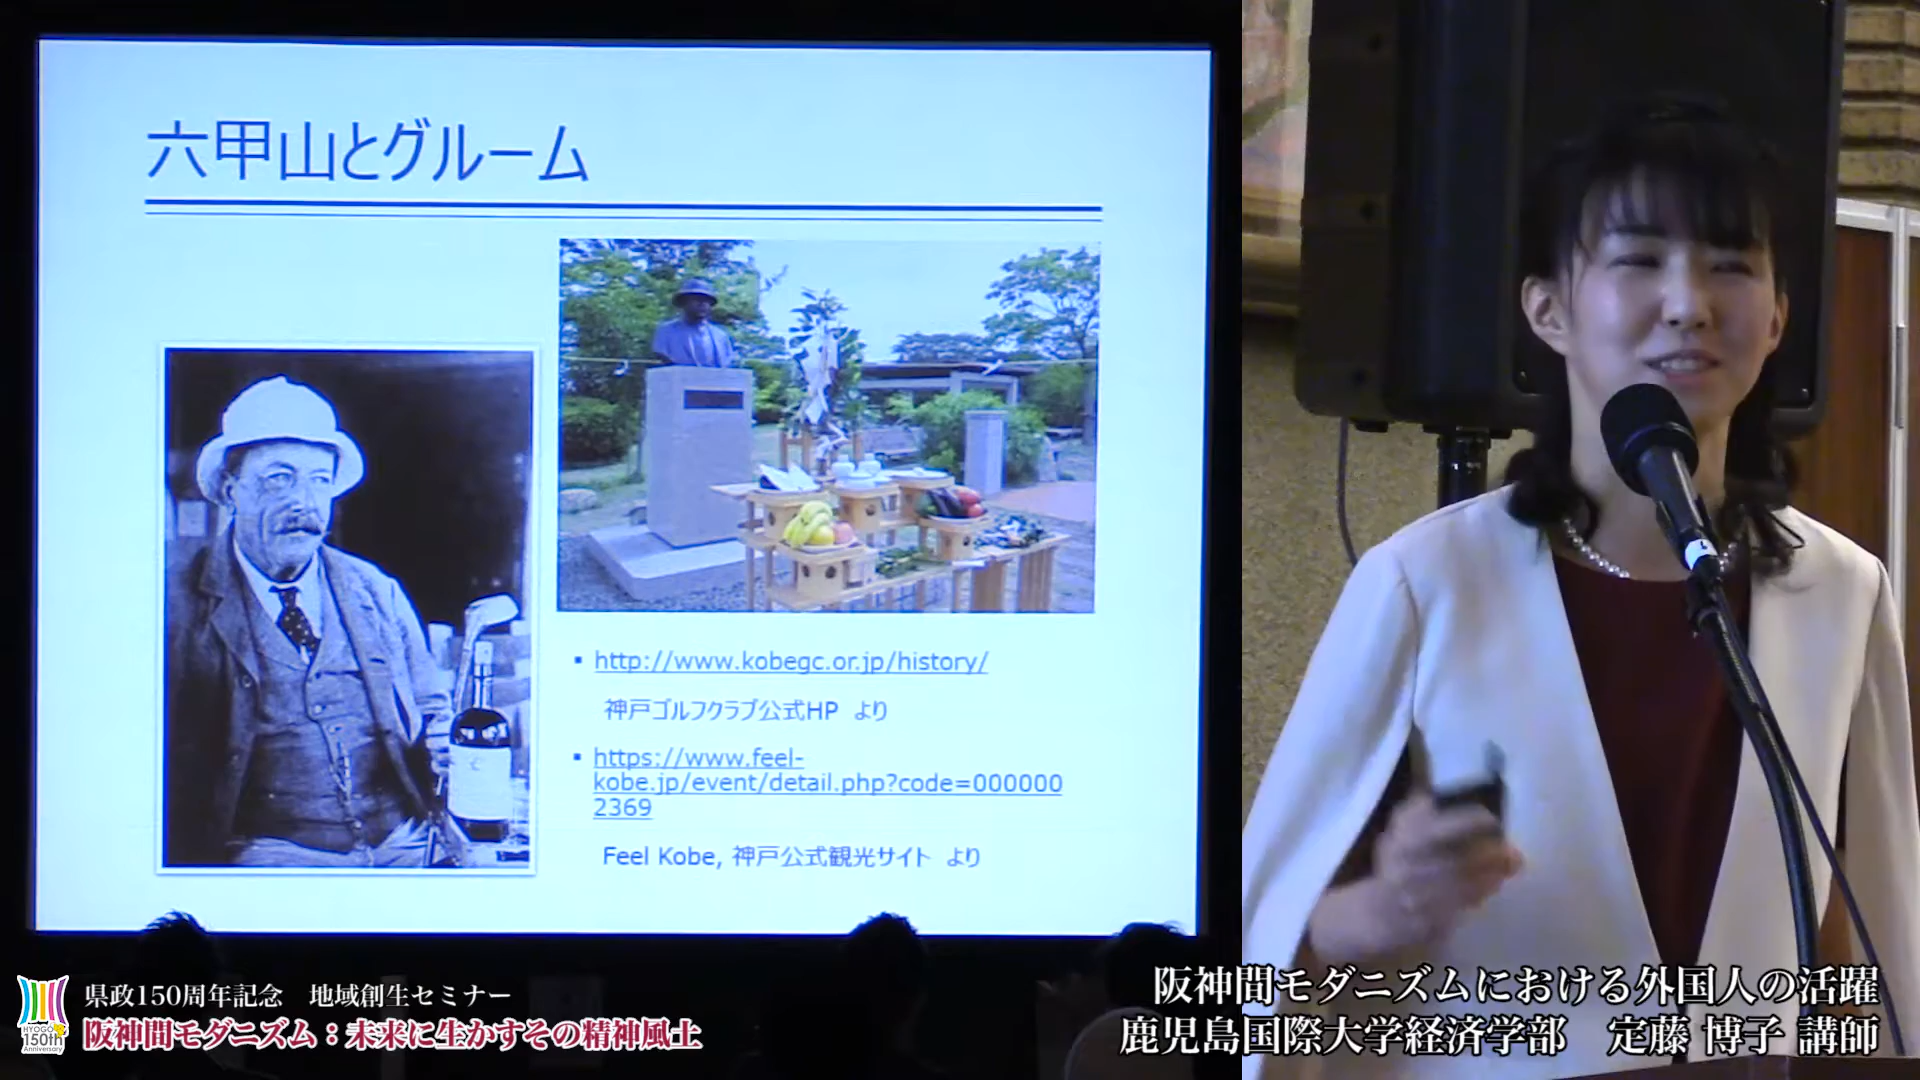 六甲山とグルーム
http://www.kobegc.or.jp/history/
神戸ゴルフクラブ公式HP より
https://www.feel-
kobe.jp/event/detail.php?code=000000
2369
Feel Kobe, 神戸公式観光サイト より
HYOGO
150th
Anniversary
県政150周年記念 地域創生セミナー
阪神間モダニズム：未来に生かすその精神風土
阪神間モダニズムにおける外国人の活躍
鹿児島国際大学経済学部 定藤 博子 講師